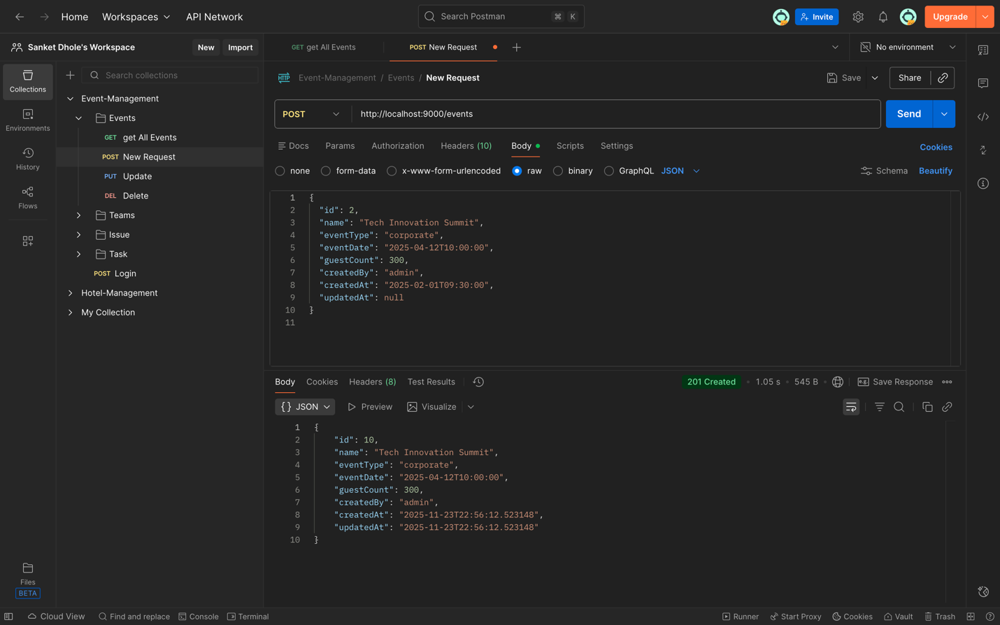 Home Workspaces API Network Search Postman ⌘ K Invite Upgrade
Sanket Dhole's Workspace New Import GET get All Events POST New Request No environment
Collections
Environments
History
Flows
Files
BETA
Search collections
Event-Management
Events
GET get All Events
POST New Request
PUT Update
DEL Delete
Teams
Issue
Task
POST Login
Hotel-Management
My Collection
HTTP Event-Management / Events / New Request Save Share
POST http://localhost:9000/events Send
Docs Params Authorization Headers (10) Body Scripts Settings Cookies
none form-data x-www-form-urlencoded raw binary GraphQL JSON Schema Beautify
1 {
2 "id": 2,
3 "name": "Tech Innovation Summit",
4 "eventType": "corporate",
5 "eventDate": "2025-04-12T10:00:00",
6 "guestCount": 300,
7 "createdBy": "admin",
8 "createdAt": "2025-02-01T09:30:00",
9 "updatedAt": null
10 }
11
Body Cookies Headers (8) Test Results 201 Created • 1.05 s • 545 B e.g. Save Response
{} JSON Preview Visualize
1 {
2 "id": 10,
3 "name": "Tech Innovation Summit",
4 "eventType": "corporate",
5 "eventDate": "2025-04-12T10:00:00",
6 "guestCount": 300,
7 "createdBy": "admin",
8 "createdAt": "2025-11-23T22:56:12.523148",
9 "updatedAt": "2025-11-23T22:56:12.523148"
10 }
Cloud View Find and replace Console Terminal Runner Start Proxy Cookies Vault Trash